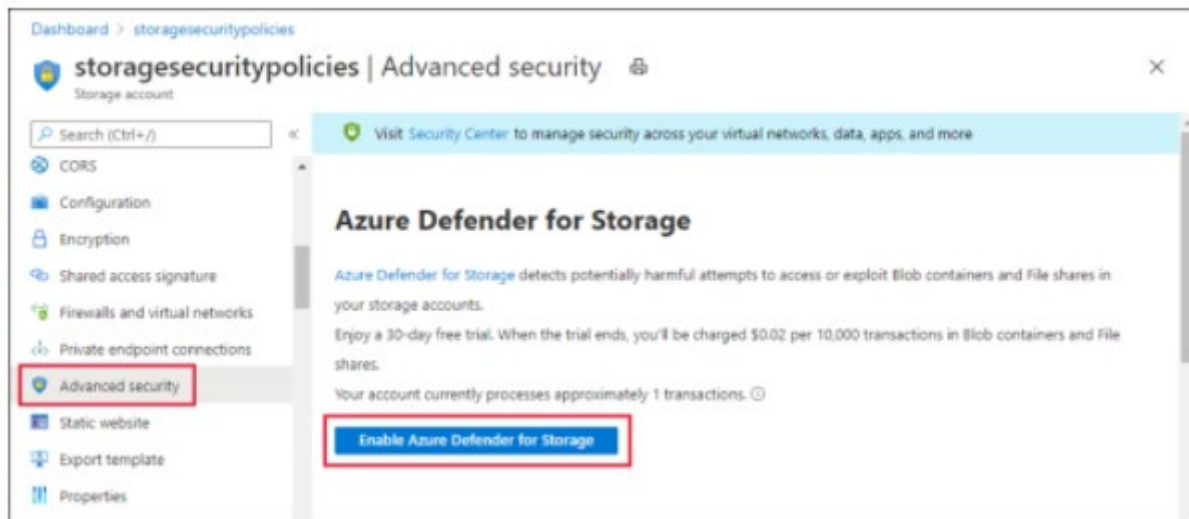 Dashboard > storagesecuritypolicies
storagesecuritypolicies | Advanced security
Storage account
Search (Ctrl+/)
«
CORS
Configuration
Encryption
Shared access signature
Firewalls and virtual networks
Private endpoint connections
Advanced security
Static website
Export template
Properties
Visit Security Center to manage security across your virtual networks, data, apps, and more
Azure Defender for Storage
Azure Defender for Storage detects potentially harmful attempts to access or exploit Blob containers and File shares in
your storage accounts.
Enjoy a 30-day free trial. When the trial ends, you'll be charged $0.02 per 10,000 transactions in Blob containers and File
shares.
Your account currently processes approximately 1 transactions.
Enable Azure Defender for Storage